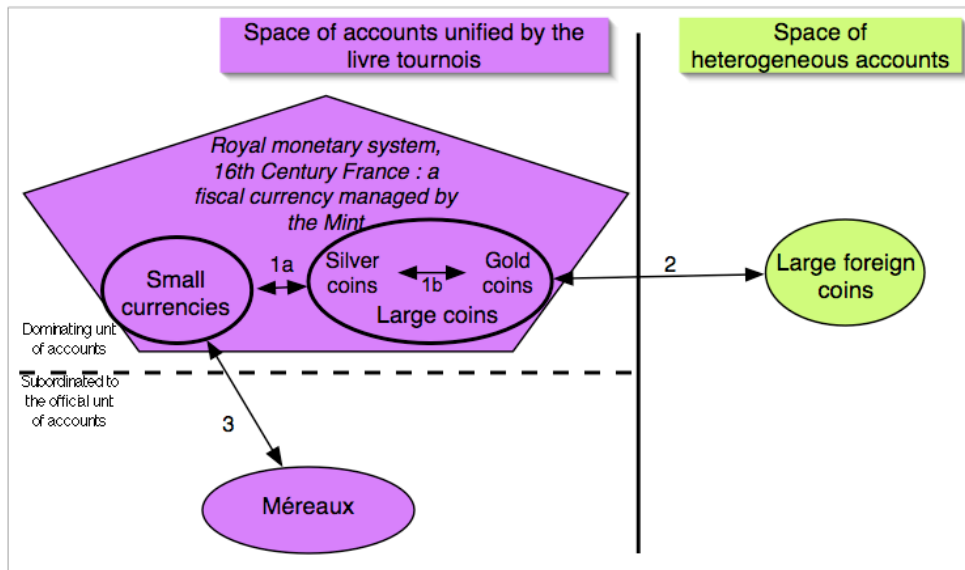 Space of accounts unified by the
livre tournois
Space of
heterogeneous accounts
Royal monetary system,
16th Century France : a
fiscal currency managed by
the Mint
Small
currencies
1a
Silver
coins
1b
Gold
coins
Large coins
2
Large foreign
coins
Dominating unt
of accounts
Subordinated to
the official unt
of accounts
3
Méreaux